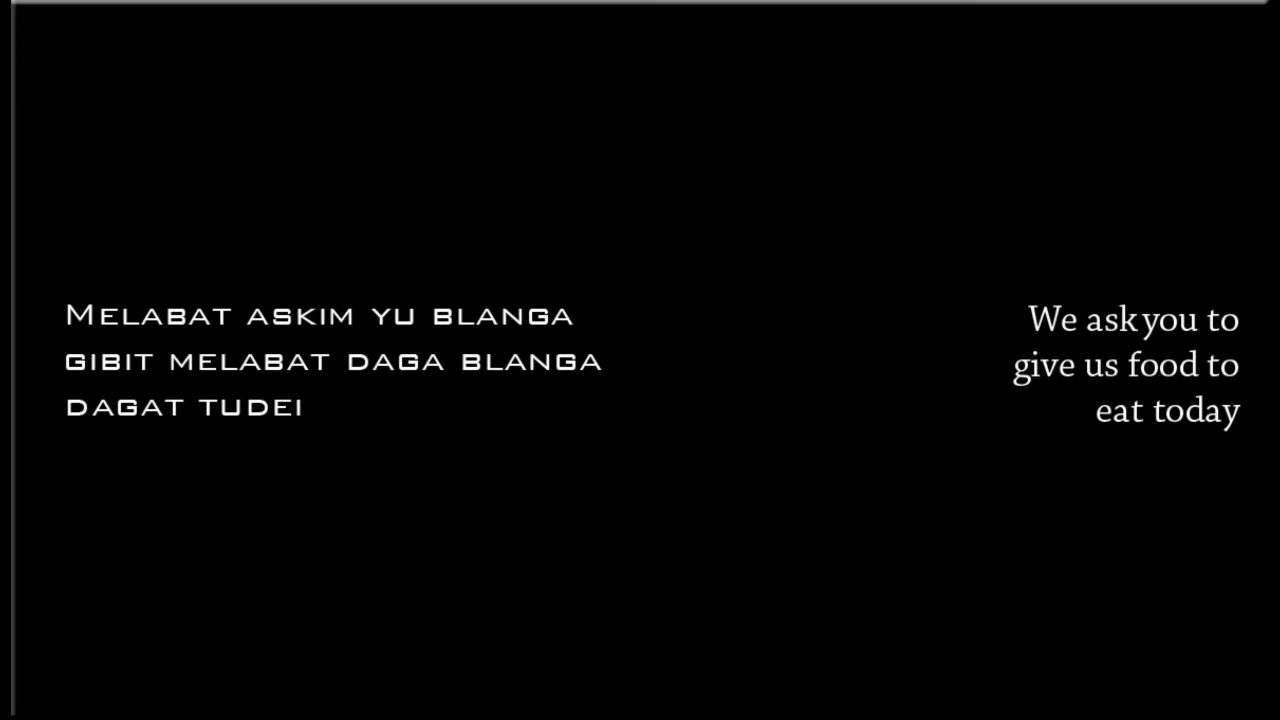 Melabat askim yu blanga
gibit melabat daga blanga
dagat tudei
We ask you to
give us food to
eat today